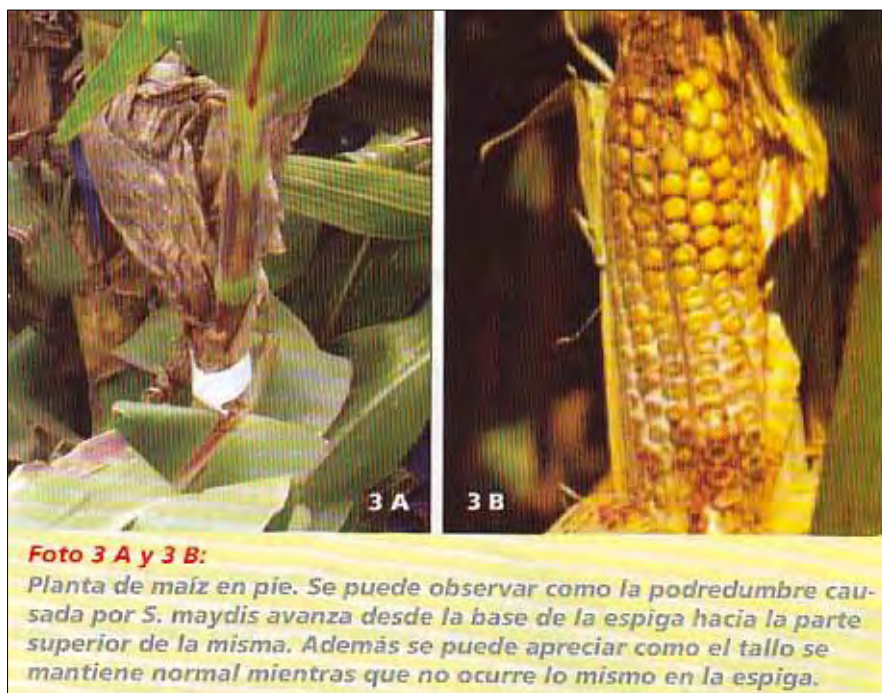 3 A
3 B
Foto 3 A y 3 B:
Planta de maíz en pie. Se puede observar como la podredumbre cau-
sada por S. maydis avanza desde la base de la espiga hacia la parte
superior de la misma. Además se puede apreciar como el tallo se
mantiene normal mientras que no ocurre lo mismo en la espiga.